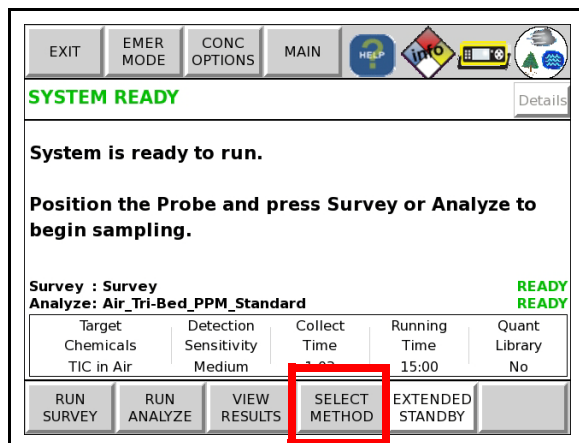 EXIT
EMER
MODE
CONC
OPTIONS
MAIN
HELP
info
SYSTEM READY
Details
System is ready to run.
Position the Probe and press Survey or Analyze to
begin sampling.
Survey : Survey READY
Analyze: Air_Tri-Bed_PPM_Standard READY
Target Detection Collect Running Quant
Chemicals Sensitivity Time Time Library
TIC in Air Medium 15:00 No
RUN
SURVEY
RUN
ANALYZE
VIEW
RESULTS
SELECT
METHOD
EXTENDED
STANDBY